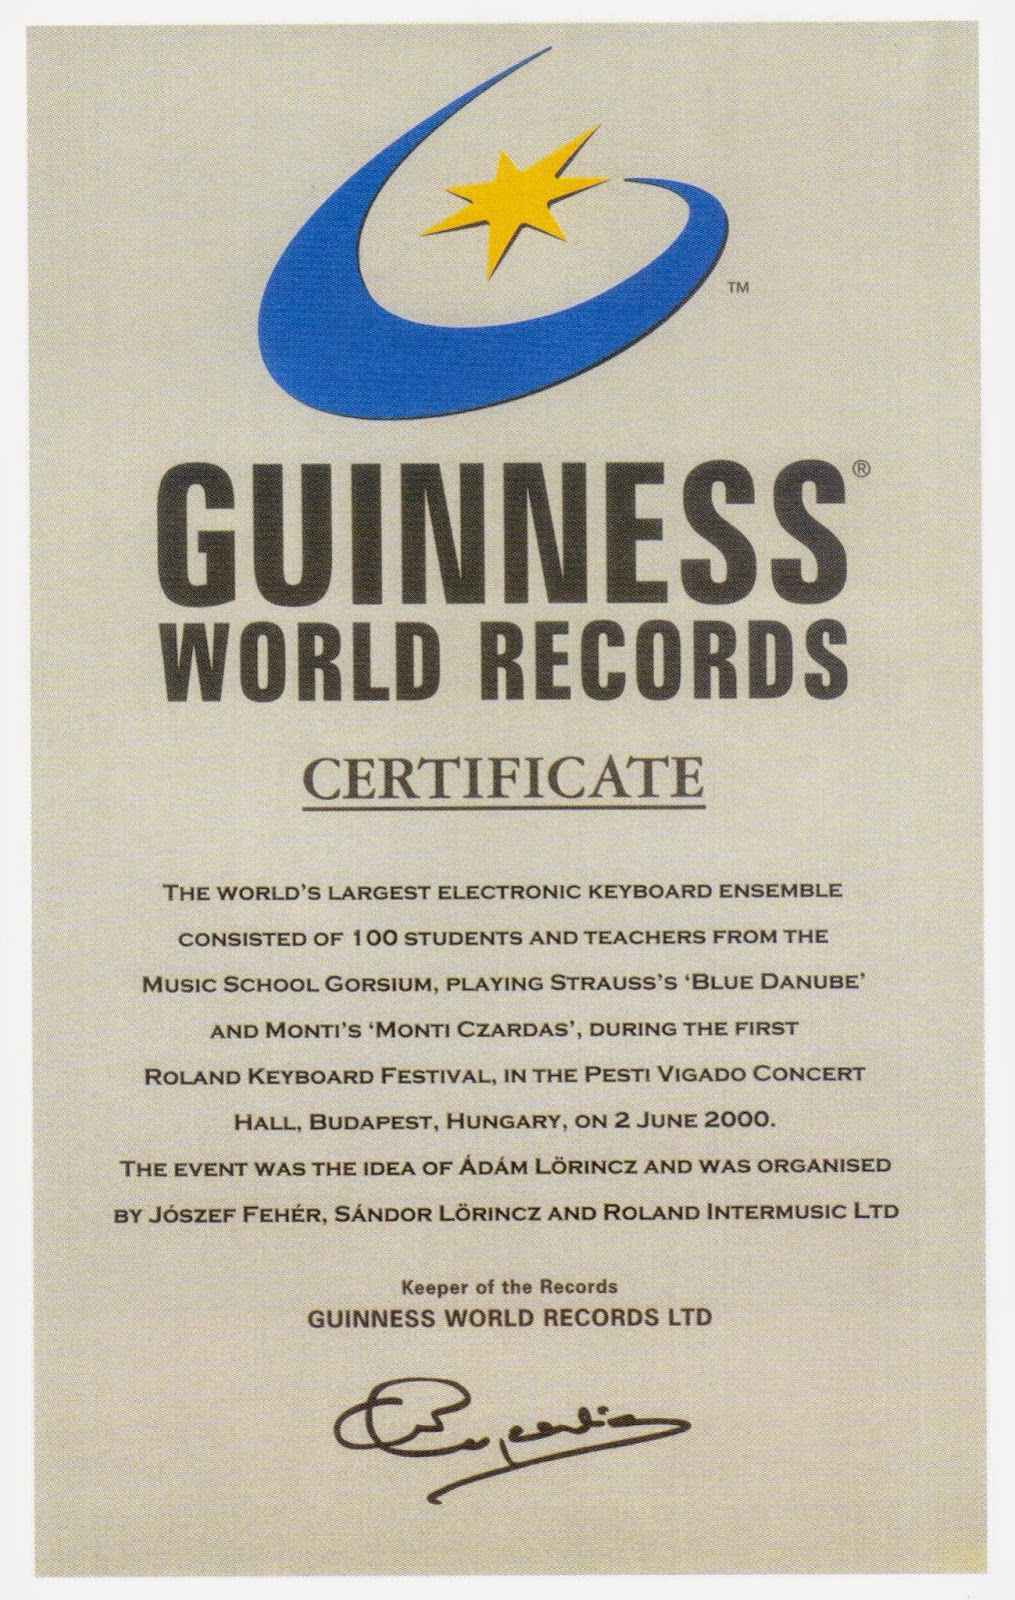 TM
GUINNESS®
WORLD RECORDS
CERTIFICATE
THE WORLD'S LARGEST ELECTRONIC KEYBOARD ENSEMBLE
CONSISTED OF 100 STUDENTS AND TEACHERS FROM THE
MUSIC SCHOOL GORSIUM, PLAYING STRAUSS'S ‘BLUE DANUBE’
AND MONTI'S ‘MONTI CZARDAS’, DURING THE FIRST
ROLAND KEYBOARD FESTIVAL, IN THE PESTI VIGADO CONCERT
HALL, BUDAPEST, HUNGARY, ON 2 JUNE 2000.
THE EVENT WAS THE IDEA OF ÁDÁM LÖRINCZ AND WAS ORGANISED
BY JÓSZEF FEHÉR, SÁNDOR LÖRINCZ AND ROLAND INTERMUSIC LTD
Keeper of the Records
GUINNESS WORLD RECORDS LTD